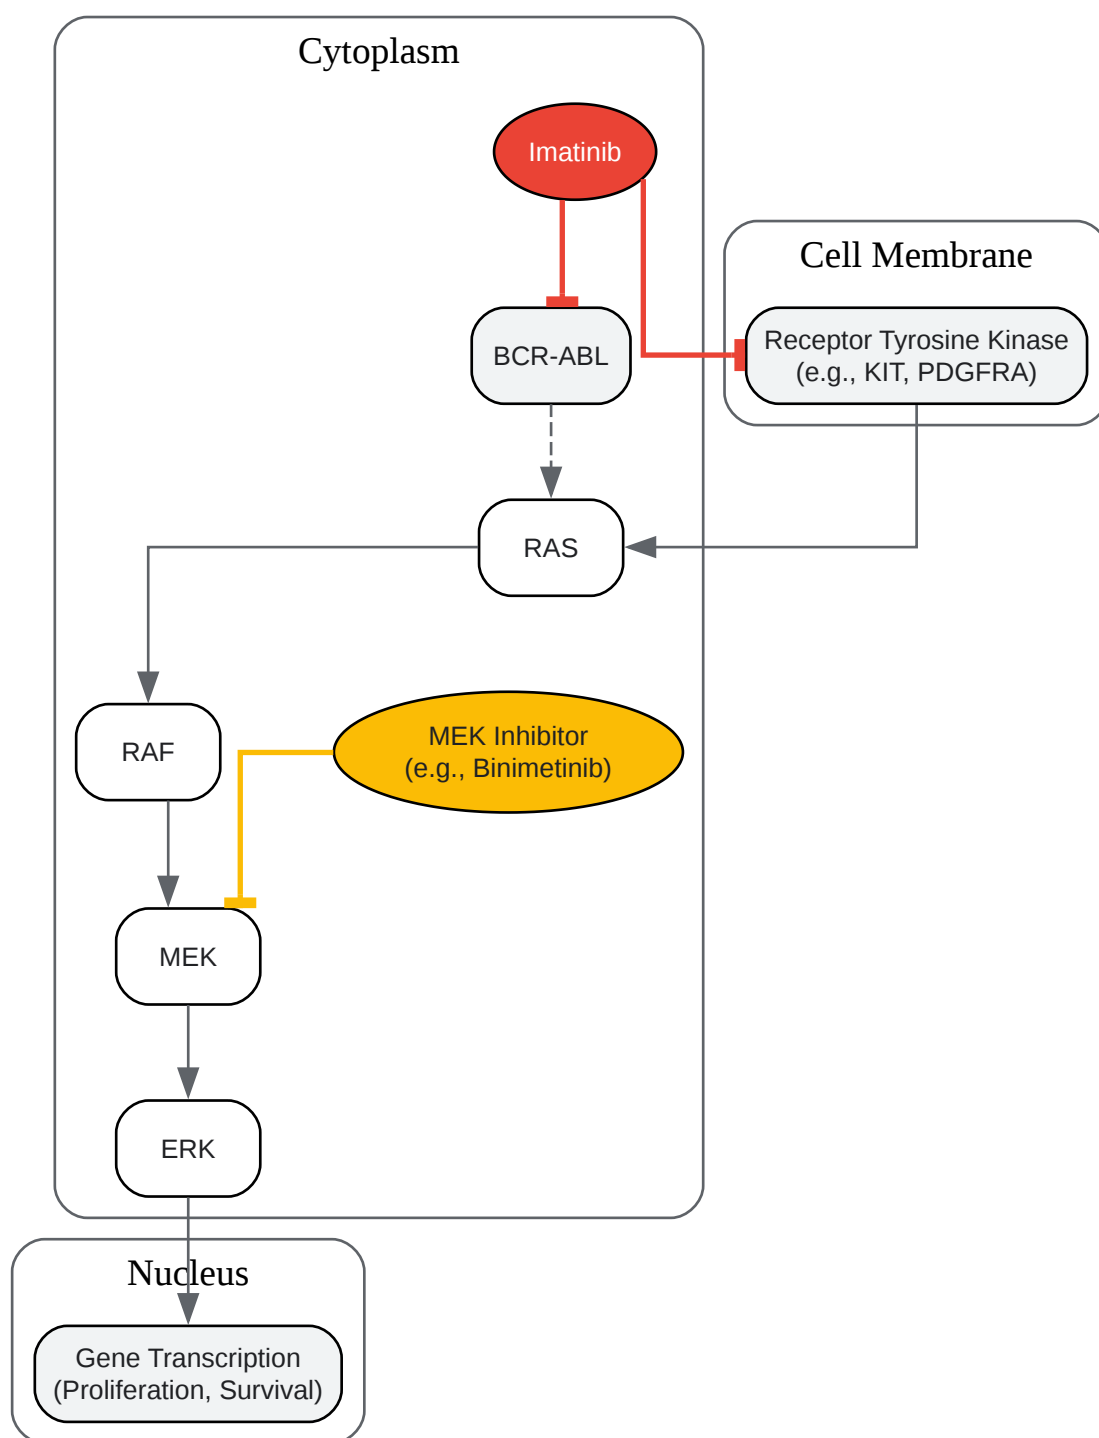 Cytoplasm
Imatinib
Cell Membrane
BCR-ABL
Receptor Tyrosine Kinase
(e.g., KIT, PDGFRA)
RAS
RAF
MEK Inhibitor
(e.g., Binimetinib)
MEK
ERK
Nucleus
Gene Transcription
(Proliferation, Survival)